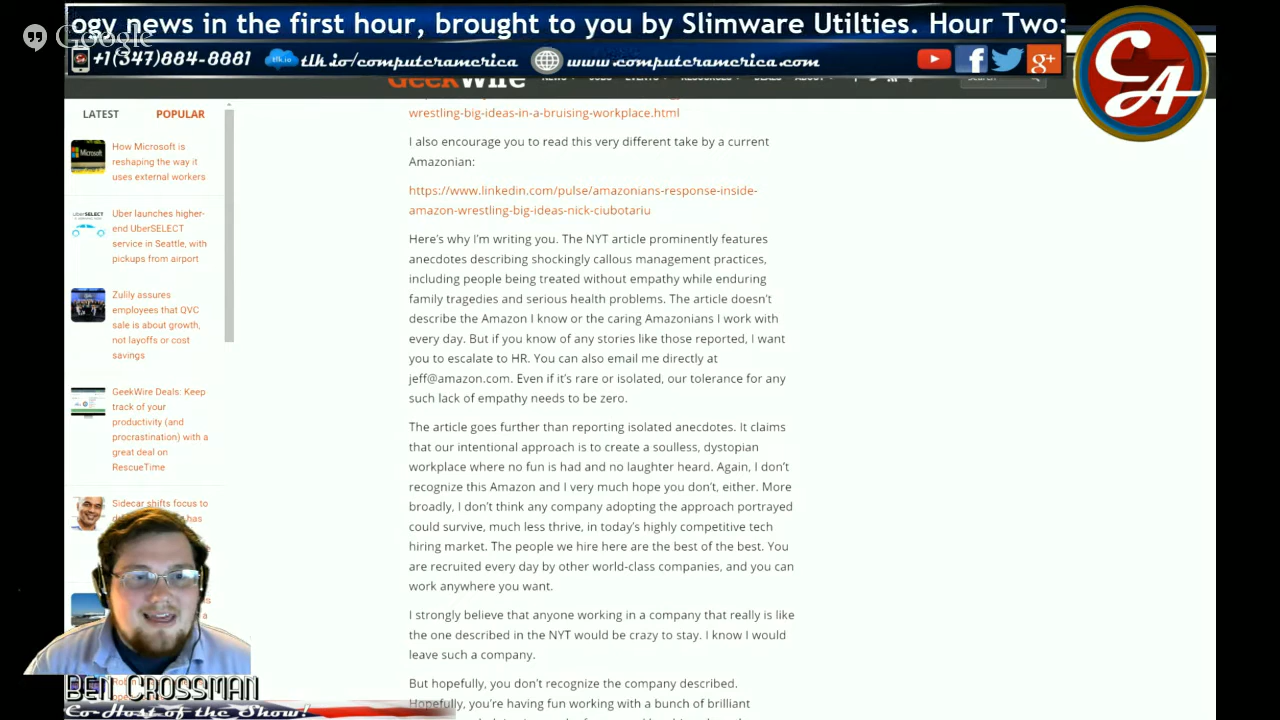 ogy news in the first hour, brought to you by Slimware Utilties. Hour Two:
Google
+1(347)884-8881
tlk.io
tlk.io/computeramerica
www.computeramerica.com
f
g+
CA
GeekWire
LATEST
POPULAR
How Microsoft is
reshaping the way it
uses external workers
Uber launches higher-
end UberSELECT
service in Seattle, with
pickups from airport
Zulily assures
employees that QVC
sale is about growth,
not layoffs or cost
savings
GeekWire Deals: Keep
track of your
productivity (and
procrastination) with a
great deal on
RescueTime
Sidecar shifts focus to
has
wrestling-big-ideas-in-a-bruising-workplace.html
I also encourage you to read this very different take by a current
Amazonian:
https://www.linkedin.com/pulse/amazonians-response-inside-
amazon-wrestling-big-ideas-nick-ciubotariu
Here's why I'm writing you. The NYT article prominently features
anecdotes describing shockingly callous management practices,
including people being treated without empathy while enduring
family tragedies and serious health problems. The article doesn't
describe the Amazon I know or the caring Amazonians I work with
every day. But if you know of any stories like those reported, I want
you to escalate to HR. You can also email me directly at
jeff@amazon.com. Even if it's rare or isolated, our tolerance for any
such lack of empathy needs to be zero.
The article goes further than reporting isolated anecdotes. It claims
that our intentional approach is to create a soulless, dystopian
workplace where no fun is had and no laughter heard. Again, I don't
recognize this Amazon and I very much hope you don't, either. More
broadly, I don't think any company adopting the approach portrayed
could survive, much less thrive, in today's highly competitive tech
hiring market. The people we hire here are the best of the best. You
are recruited every day by other world-class companies, and you can
work anywhere you want.
I strongly believe that anyone working in a company that really is like
the one described in the NYT would be crazy to stay. I know I would
leave such a company.
But hopefully, you don't recognize the company described.
Hopefully, you're having fun working with a bunch of brilliant
Ben Crossman
Co-Host of the Show!